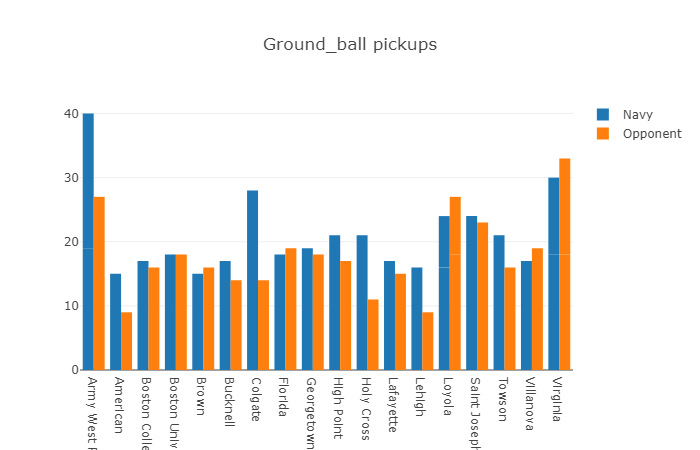 Ground_ball pickups
Navy
Opponent
40
30
20
10
0
Army West P
American
Boston Colle
Boston Univ
Brown
Bucknell
Colgate
Florida
Georgetown
High Point
Holy Cross
Lafayette
Lehigh
Loyola
Saint Joseph
Towson
Villanova
Virginia